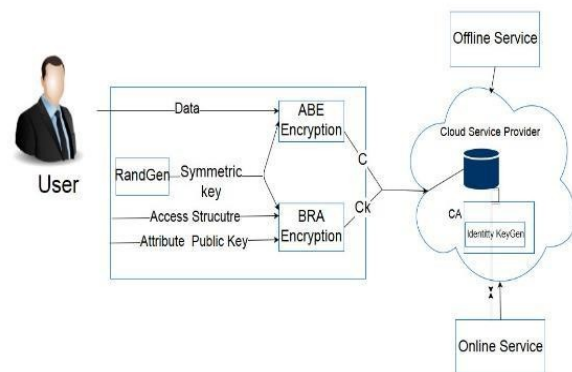 Offline Service
Data
ABE
Encryption
Cloud Service Provider
User
RandGen
Symmetric
key
C
Access Strucutre
BRA
Encryption
Ck
CA
Attribute Public Key
Identitty KeyGen
Online Service